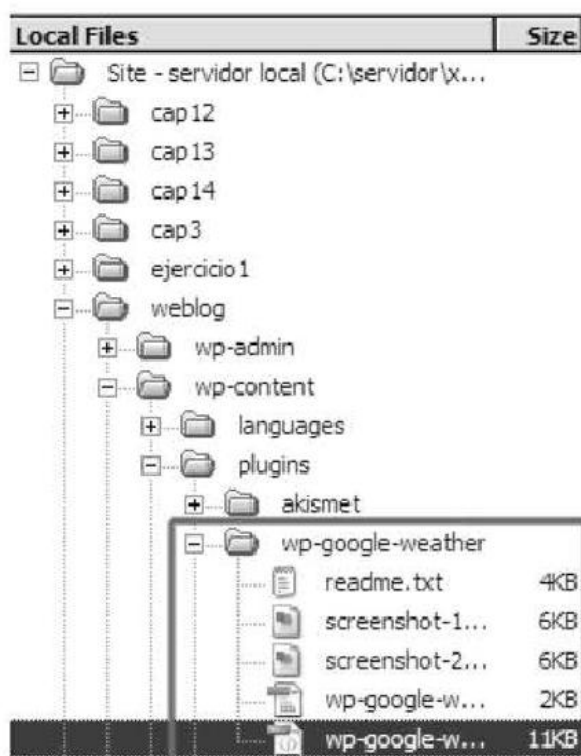 Local Files Size
Site - servidor local (C:\servidor\x...
cap12
cap13
cap14
cap3
ejercicio1
weblog
wp-admin
wp-content
languages
plugins
akismet
wp-google-weather
readme.txt 4KB
screenshot-1... 6KB
screenshot-2... 6KB
wp-google-w... 2KB
wp-google-w... 11KB